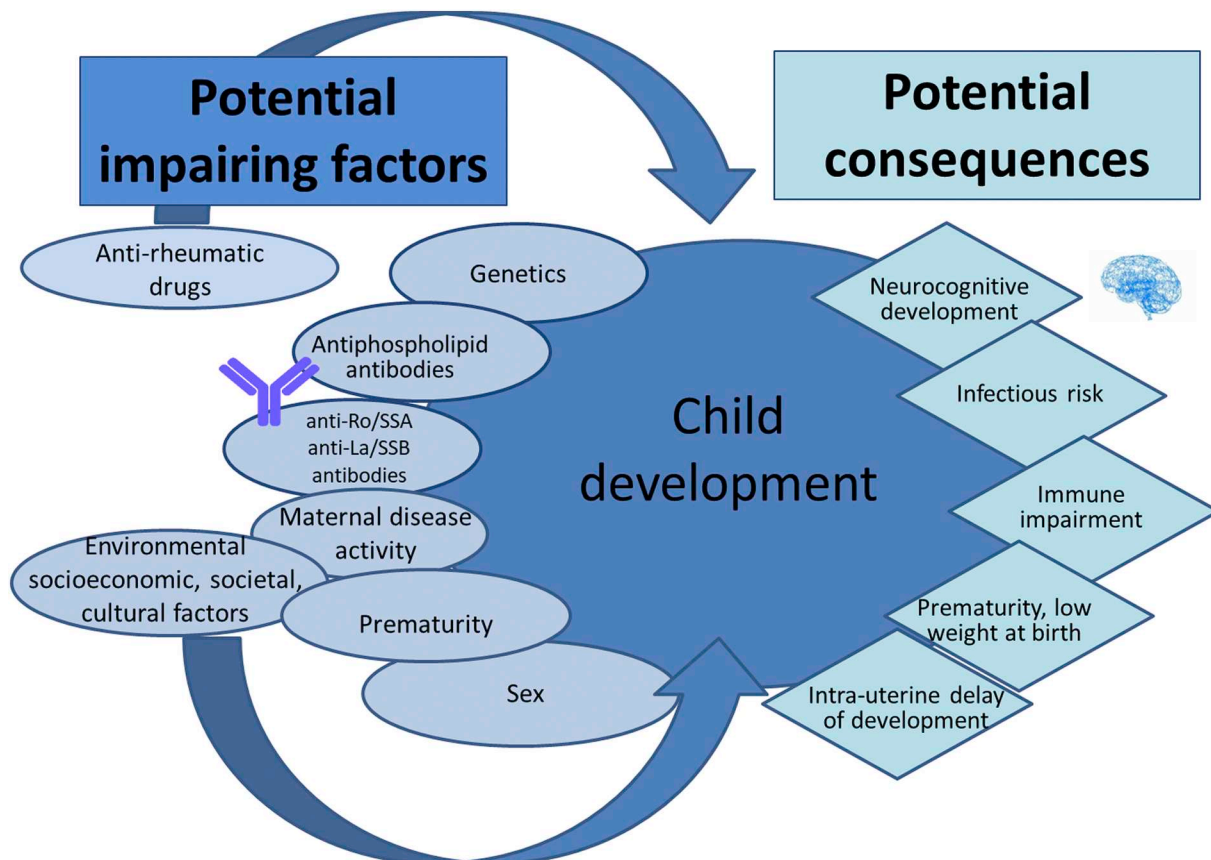 Potential
impairing factors
Potential
consequences
Anti-rheumatic
drugs
Genetics
Antiphospholipid
antibodies
anti-Ro/SSA
anti-La/SSB
antibodies
Maternal disease
activity
Environmental
socioeconomic, societal,
cultural factors
Prematurity
Sex
Child
development
Neurocognitive
development
Infectious risk
Immune
impairment
Prematurity, low
weight at birth
Intra-uterine delay
of development